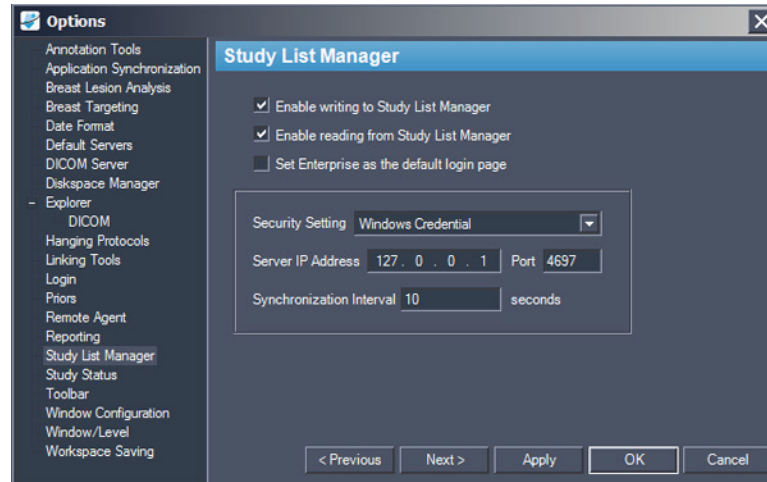 Options
Annotation Tools
Application Synchronization
Breast Lesion Analysis
Breast Targeting
Date Format
Default Servers
DICOM Server
Diskspace Manager
Explorer
DICOM
Hanging Protocols
Linking Tools
Login
Priors
Remote Agent
Reporting
Study List Manager
Study Status
Toolbar
Window Configuration
Window/Level
Workspace Saving
Study List Manager
Enable writing to Study List Manager
Enable reading from Study List Manager
Set Enterprise as the default login page
Security Setting Windows Credential
Server IP Address 127 . 0 . 0 . 1 Port 4697
Synchronization Interval 10 seconds
< Previous Next > Apply OK Cancel